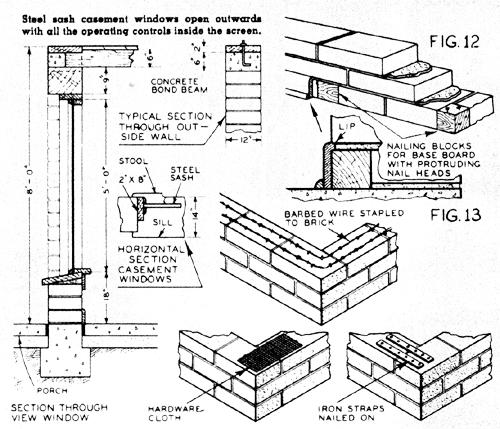 Steel sash casement windows open outwards
with all the operating controls inside the screen.
FIG. 12
6"
9"
2"
6"
CONCRETE
BOND BEAM
TYPICAL SECTION
THROUGH OUT-
SIDE WALL
12"
LIP
NAILING BLOCKS
FOR BASE BOARD
WITH PROTRUDING
NAIL HEADS
8'-0"
5'-0"
18"
STOOL
2" X 8"
STEEL
SASH
SILL
14"
HORIZONTAL
SECTION
CASEMENT
WINDOWS
FIG. 13
BARBED WIRE STAPLED
TO BRICK
PORCH
SECTION THROUGH
VIEW WINDOW
HARDWARE
CLOTH
IRON STRAPS
NAILED ON